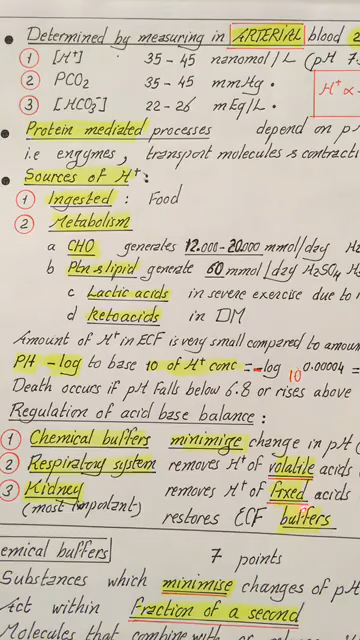 • Determined by measuring in ARTERIAL blood 2
① [H⁺] 35 - 45 nanomol/L (pH 7.
② PCO2 35 - 45 mmHg.
③ [HCO3⁻] 22 - 26 mEq/L.
H⁺ ∝
• Protein mediated processes depend on p
i.e enzymes, transport molecules & contracti
• Sources of H⁺:
① Ingested : Food
② Metabolism
a CHO generates 12.000 - 20.000 mmol/day H2
b Ptn & lipid generate 60 mmol/day H2SO4 H
c Lactic acids in severe exercise due to
d ketoacids in DM
Amount of H⁺ in ECF is very small compared to amoun
PH - log to base 10 of H⁺ conc = - log 10 0.00004 =
Death occurs if pH falls below 6.8 or rises above
Regulation of acid base balance :
① Chemical buffers minimize change in pH (
② Respiratory system removes H⁺ of volatile acids
③ Kidney removes H⁺ of fixed acids
(most important) restores ECF buffers
emical buffers 7 points
Substances which minimise changes of pH
Act within fraction of a second
Molecules that combine with